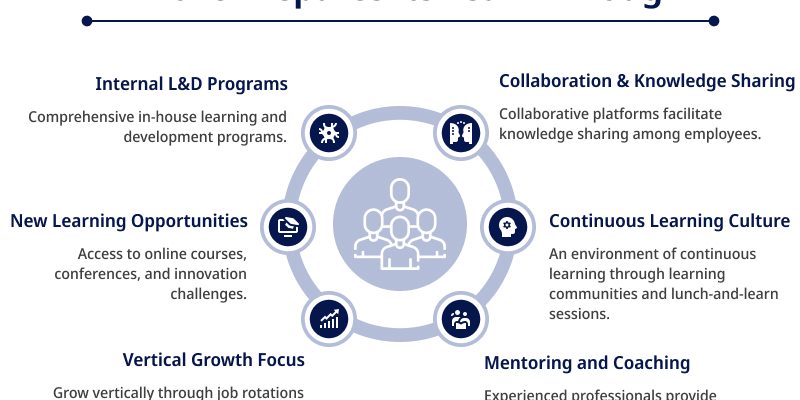 Internal L&D Programs
Comprehensive in-house learning and
development programs.
Collaboration & Knowledge Sharing
Collaborative platforms facilitate
knowledge sharing among employees.
New Learning Opportunities
Access to online courses,
conferences, and innovation
challenges.
Continuous Learning Culture
An environment of continuous
learning through learning
communities and lunch-and-learn
sessions.
Vertical Growth Focus
Grow vertically through job rotations
Mentoring and Coaching
Experienced professionals provide